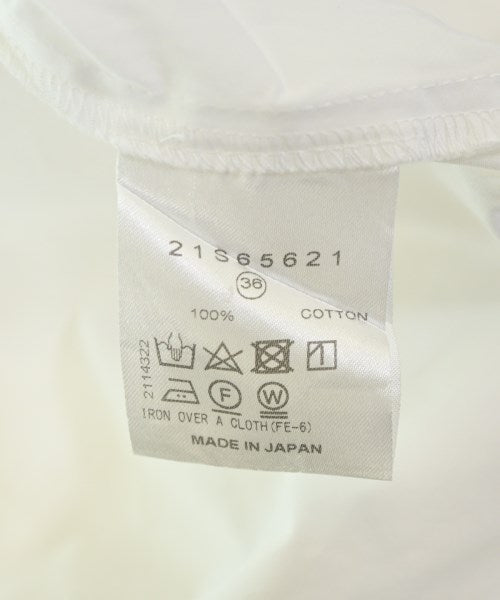 21S65621
36
100% COTTON
2114322
F W
IRON OVER A CLOTH(FE-6)
MADE IN JAPAN